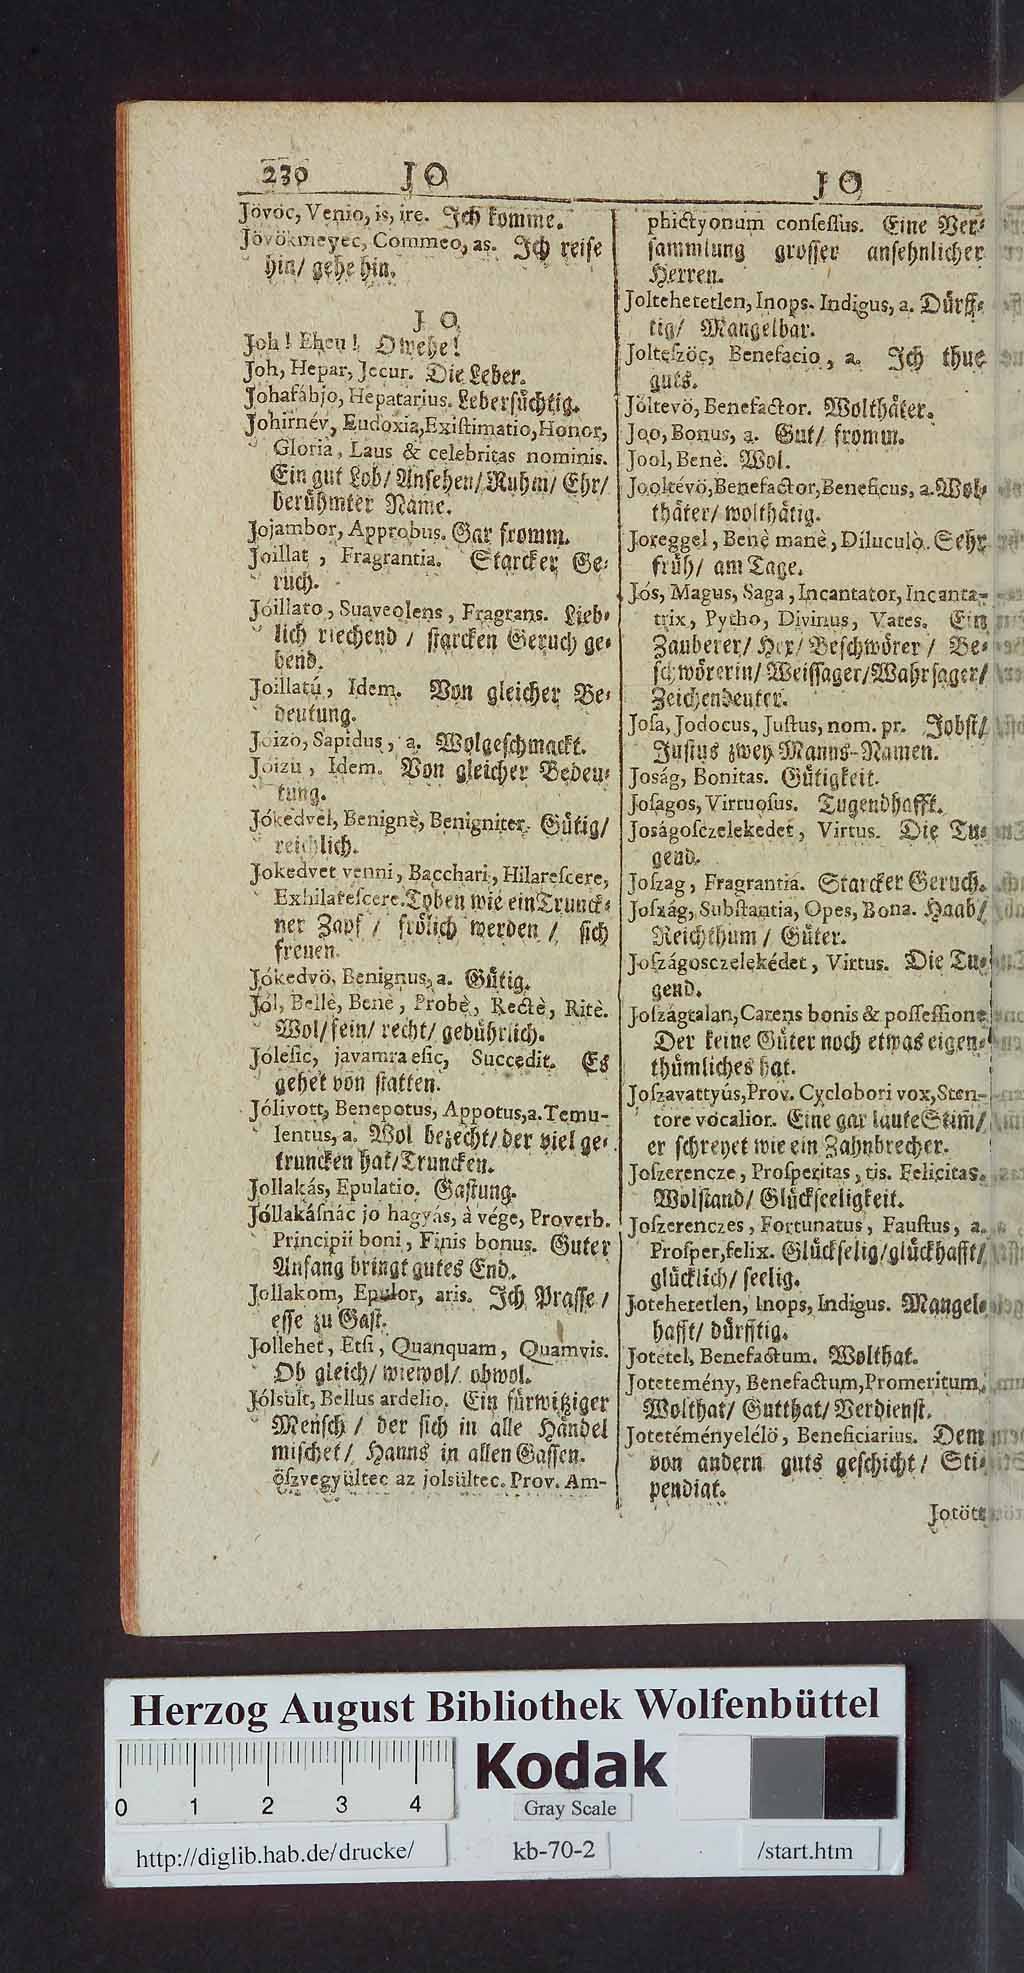 230 JO
JO
Jövöc, Venio, is, ire. Ich komme.
Jövökmeyec, Commeo, as. Ich reise
hin/ gehe hin.
JO
Joh! Eheu! O wehe!
Joh, Hepar, Jecur. Die Leber.
Johafábjo, Hepatarius. Lebersüchtig.
Johirnév, Eudoxia, Existimatio, Honor,
Gloria, Laus & celebritas nominis.
Ein gut Lob/ Ansehen/ Ruhm/ Ehr/
berühmter Name.
Jojambor, Approbus. Gar fromm.
Joillat, Fragrantia. Starcker Ge-
ruch.
Jóillato, Suaveolens, Fragrans. Lieb-
lich riechend / starcken Geruch ge-
bend.
Joillatú, Idem. Von gleicher Be-
deutung.
Joizo, Sapidus, a. Wolgeschmackt.
Joizu, Idem. Von gleicher Bedeu-
tung.
Jókedvel, Benignè, Benigniter. Gütig/
reichlich.
Jokedvet venni, Bacchari, Hilarescere,
Exhilarescere. Toben wie ein Trunck-
ner Zapf / frölich werden / sich
freuen.
Jókedvö, Benignus, a. Gütig.
Jól, Bellè, Benè, Probè, Rectè, Ritè.
Wol/ fein/ recht/ gebührlich.
Jólesic, javamra esic, Succedit. Es
gehet von statten.
Jólivott, Benepotus, Appotus, a. Temu-
lentus, a. Wol bezecht/ der viel ge-
truncken hat/ Truncken.
Jollakás, Epulatio. Gastung.
Jóllakásnác jo hagyás, à vége, Proverb.
Principii boni, Finis bonus. Guter
Anfang bringt gutes End.
Jollakom, Epulor, aris. Ich Prasse /
esse zu Gast.
Jollehet, Etsi, Quanquam, Quamvis.
Ob gleich/ wiewol/ obwol.
Jólsült, Bellus ardelio. Ein fürwitziger
Mensch / der sich in alle Händel
mischet/ Hanns in allen Gassen.
öszvegyültec az jolsültec. Prov. Am-
phictyonum consessus. Eine Ver-
sammlung grosser ansehnlicher
Herren.
Joltehetetlen, Inops. Indigus, a. Dürff-
tig/ Mangelbar.
Jolteszöc, Benefacio, a. Ich thue
guts.
Jóltevö, Benefactor. Wolthäter.
Joo, Bonus, a. Gut/ fromm.
Jool, Benè. Wol.
Jooltévö, Benefactor, Beneficus, a. Wol-
thäter/ wolthätig.
Joreggel, Benè manè, Diluculò. Sehr
früh/ am Tage.
Jós, Magus, Saga, Incantator, Incanta-
trix, Pytho, Divinus, Vates. Ein
Zauberer/ Hex/ Beschwörer / Be-
schwörerin/ Weissager/ Wahrsager/
Zeichendeuter.
Josa, Jodocus, Justus, nom. pr. Jobst/
Justus zwey Manns-Namen.
Joság, Bonitas. Gütigkeit.
Josagos, Virtuosus. Tugendhafft.
Joságosczelekedet, Virtus. Die Tu-
gend.
Joszag, Fragrantia. Starcker Geruch.
Joszág, Substantia, Opes, Bona. Haab/
Reichthum / Güter.
Joszágosczelekédet, Virtus. Die Tu-
gend.
Joszágtalan, Carens bonis & possessione
Der keine Güter noch etwas eigen-
thümliches hat.
Joszavattyús, Prov. Cyclobori vox, Sten-
tore vocalior. Eine gar laute Stim/
er schreyet wie ein Zahnbrecher.
Joszerencze, Prosperitas, tis. Felicitas.
Wolstand/ Glückseeligkeit.
Joszerenczes, Fortunatus, Faustus, a.
Prosper, felix. Glückselig/ glückhafft/
glücklich/ seelig.
Jotehetetlen, Inops, Indigus. Mangel-
hafft/ dürfftig.
Jotetel, Benefactum. Wolthat.
Jotetemény, Benefactum, Promeritum,
Wolthat/ Gutthat/ Verdienst.
Jotetéményelélö, Beneficiarius. Dem
von andern guts geschicht/ Sti-
pendiat.
Jotöte
Herzog August Bibliothek Wolfenbüttel
0 1 2 3 4
Kodak
Gray Scale
http://diglib.hab.de/drucke/
kb-70-2
/start.htm